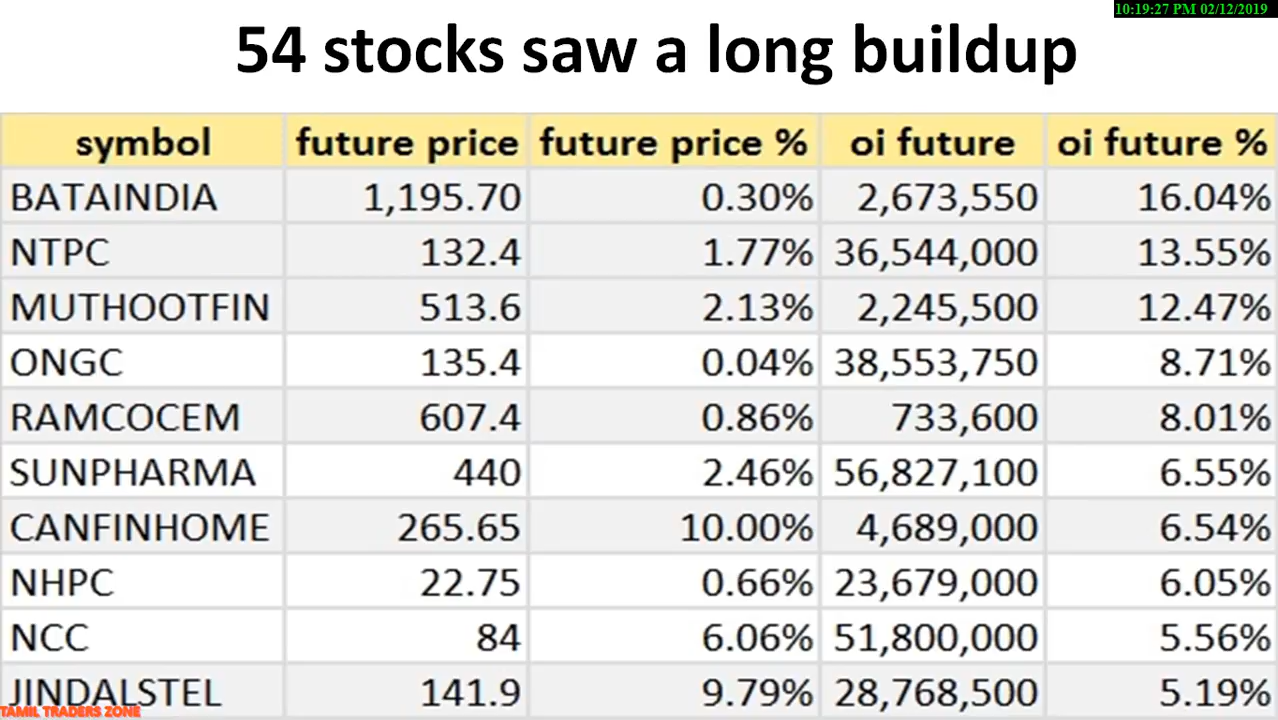 10:19:27 PM 02/12/2019
54 stocks saw a long buildup
symbol future price future price % oi future oi future %
BATAINDIA 1,195.70 0.30% 2,673,550 16.04%
NTPC 132.4 1.77% 36,544,000 13.55%
MUTHOOTFIN 513.6 2.13% 2,245,500 12.47%
ONGC 135.4 0.04% 38,553,750 8.71%
RAMCOCEM 607.4 0.86% 733,600 8.01%
SUNPHARMA 440 2.46% 56,827,100 6.55%
CANFINHOME 265.65 10.00% 4,689,000 6.54%
NHPC 22.75 0.66% 23,679,000 6.05%
NCC 84 6.06% 51,800,000 5.56%
JINDALSTEL 141.9 9.79% 28,768,500 5.19%
TAMIL TRADERS ZONE